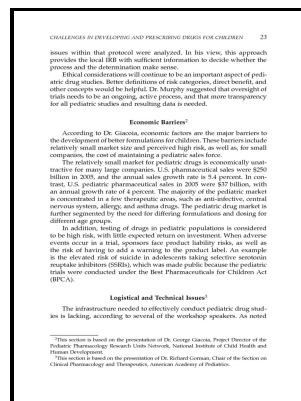 CHALLENGES IN DEVELOPING AND PRESCRIBING DRUGS FOR CHILDREN 23
issues within that protocol were analyzed. In his view, this approach
provides the local IRB with sufficient information to decide whether the
process and the determination make sense.
Ethical considerations will continue to be an important aspect of pedi-
atric drug studies. Better definitions of risk categories, direct benefit, and
other concepts would be helpful. Dr. Murphy suggested that oversight of
trials needs to be an ongoing, active process, and that more transparency
for all pediatric studies and resulting data is needed.
Economic Barriers²
According to Dr. Giacoia, economic factors are the major barriers to
the development of better formulations for children. These barriers include
relatively small market size and perceived high risk, as well as, for small
companies, the cost of maintaining a pediatric sales force.
The relatively small market for pediatric drugs is economically unat-
tractive for many large companies. U.S. pharmaceutical sales were $250
billion in 2005, and the annual sales growth rate is 5.4 percent. In con-
trast, U.S. pediatric pharmaceutical sales in 2005 were $37 billion, with
an annual growth rate of 4 percent. The majority of the pediatric market
is concentrated in a few therapeutic areas, such as anti-infective, central
nervous system, allergy, and asthma drugs. The pediatric drug market is
further segmented by the need for differing formulations and dosing for
different age groups.
In addition, testing of drugs in pediatric populations is considered
to be high risk, with little expected return on investment. When adverse
events occur in a trial, sponsors face product liability risks, as well as
the risk of having to add a warning to the product label. An example
is the elevated risk of suicide in adolescents taking selective serotonin
reuptake inhibitors (SSRIs), which was made public because the pediatric
trials were conducted under the Best Pharmaceuticals for Children Act
(BPCA).
Logistical and Technical Issues³
The infrastructure needed to effectively conduct pediatric drug stud-
ies is lacking, according to several of the workshop speakers. As noted
²This section is based on the presentation of Dr. George Giacoia, Project Director of the
Pediatric Pharmacology Research Units Network, National Institute of Child Health and
Human Development.
³This section is based on the presentation of Dr. Richard Gorman, Chair of the Section on
Clinical Pharmacology and Therapeutics, American Academy of Pediatrics.